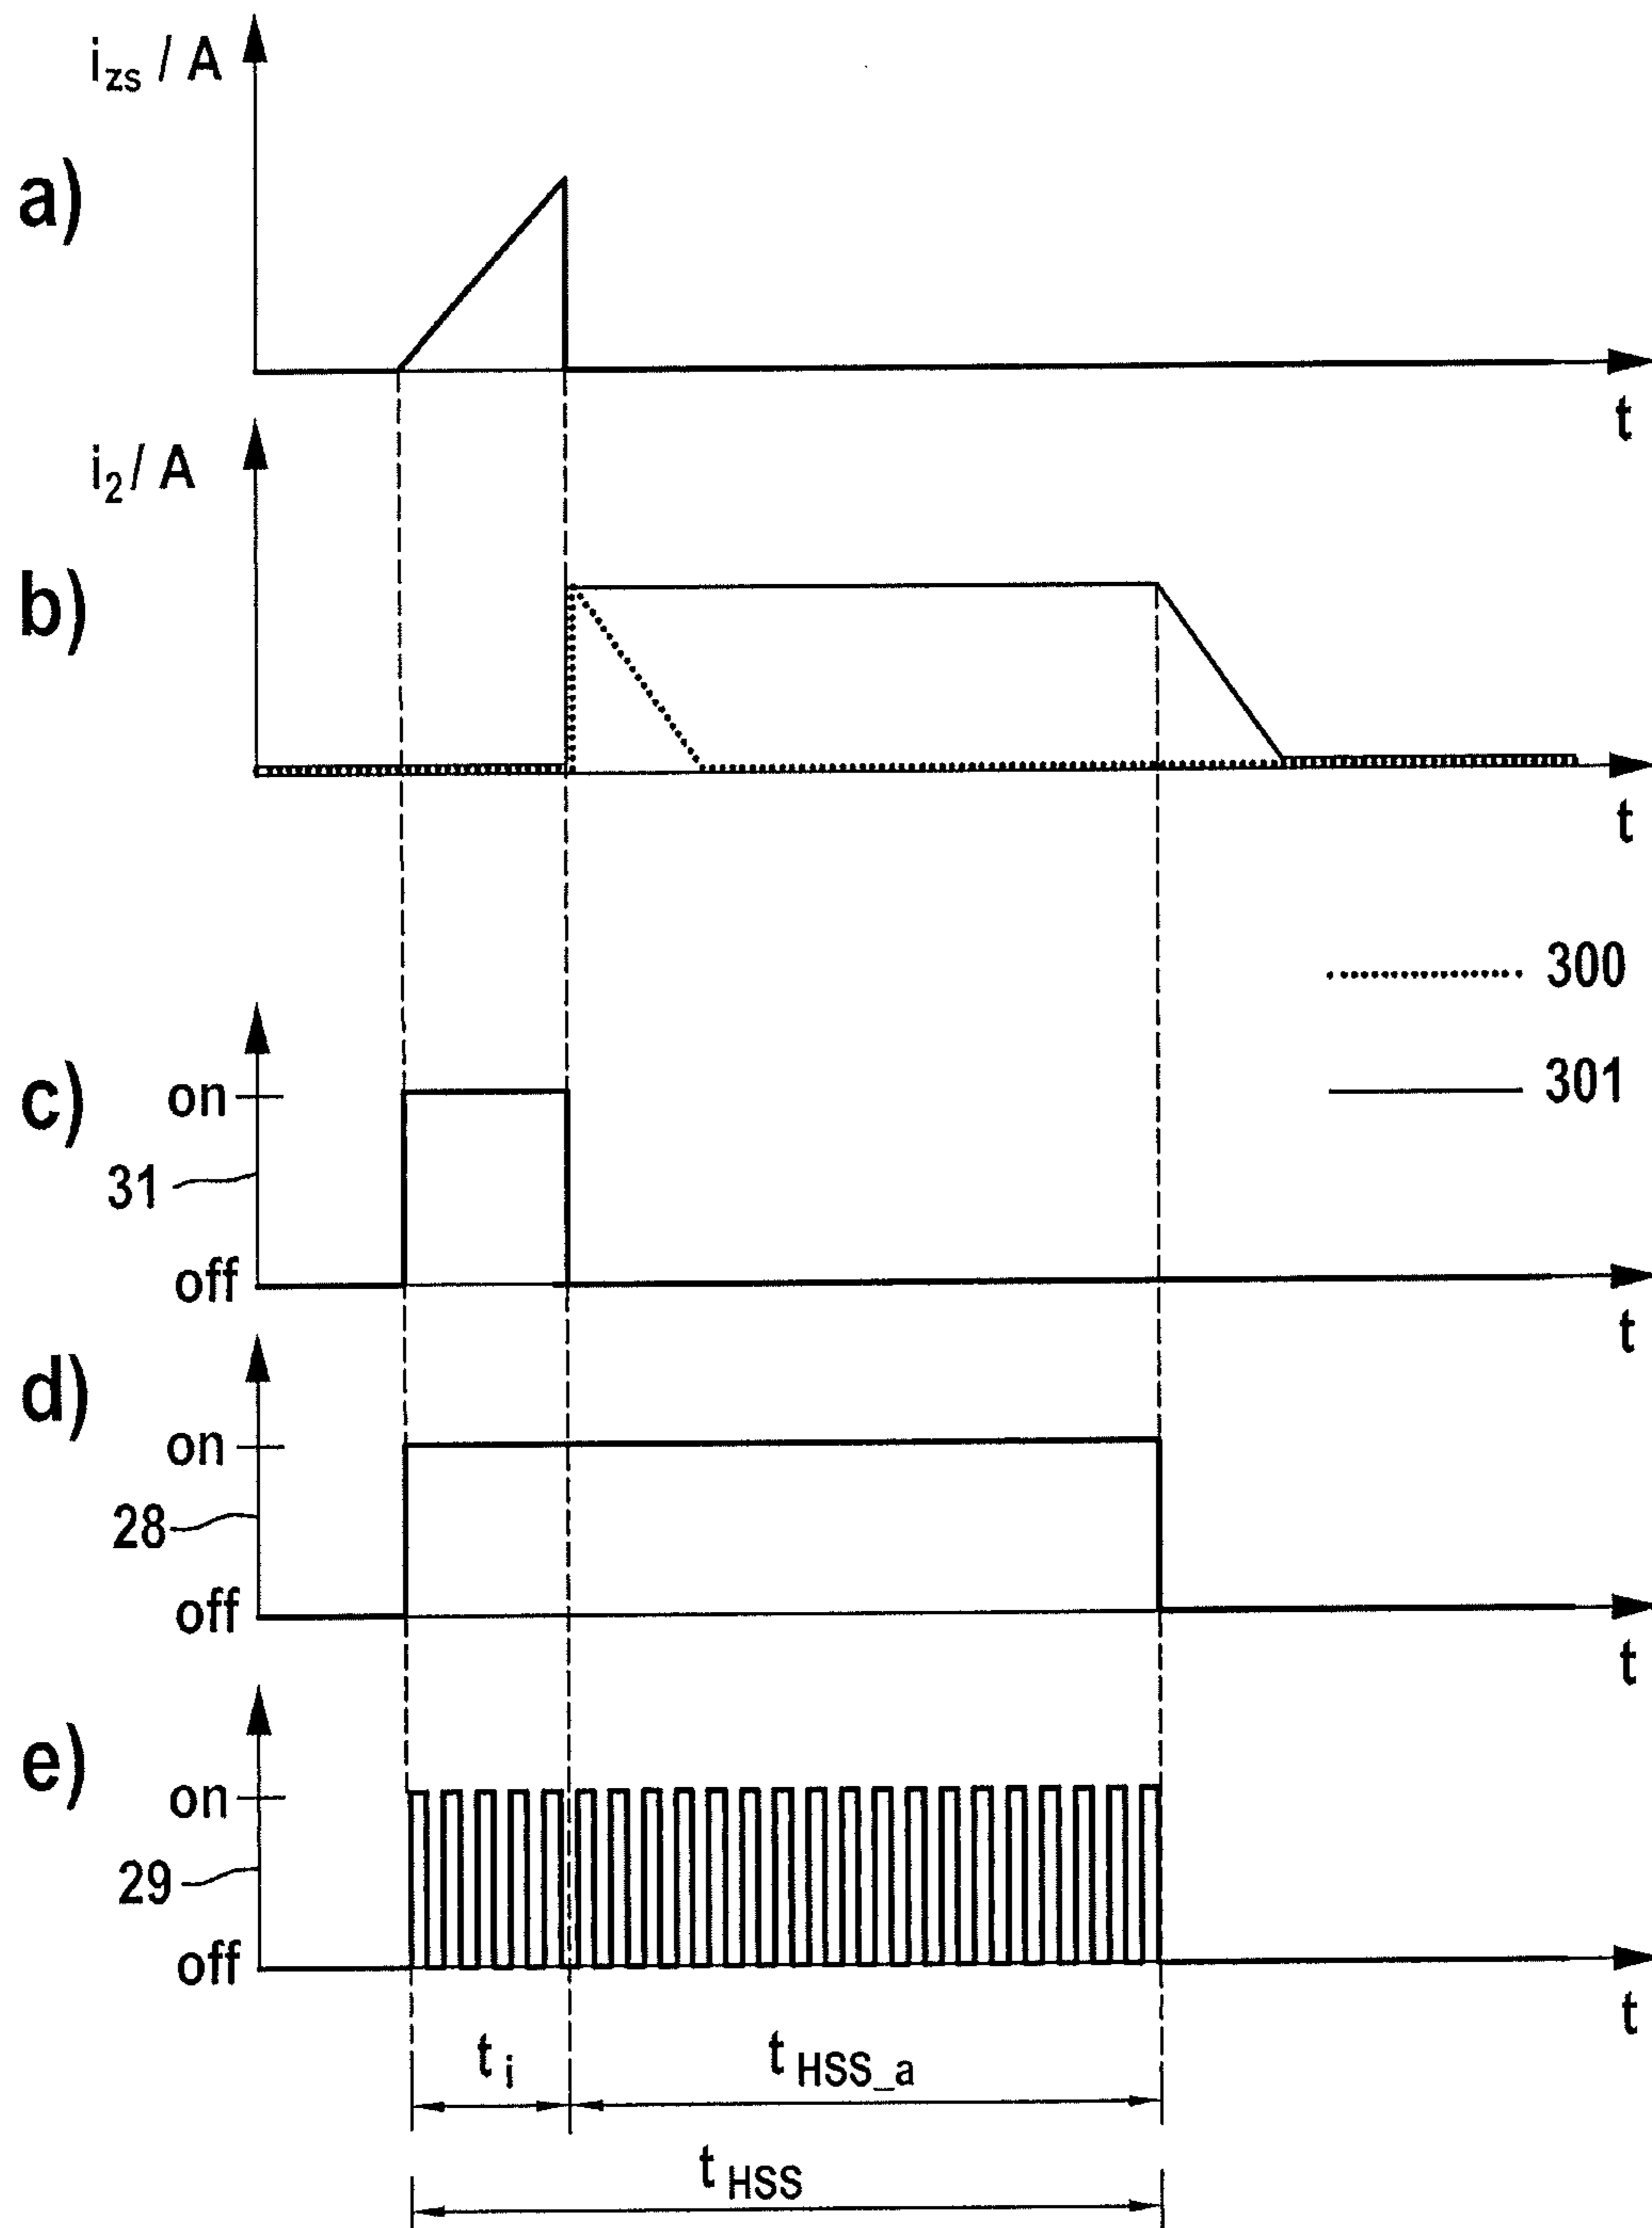 i_zs / A
a)
t
i_2 / A
b)
t
300
301
c)
on
31
off
t
d)
on
28
off
t
e)
on
29
off
t
t_i
t_HSS_a
t_HSS